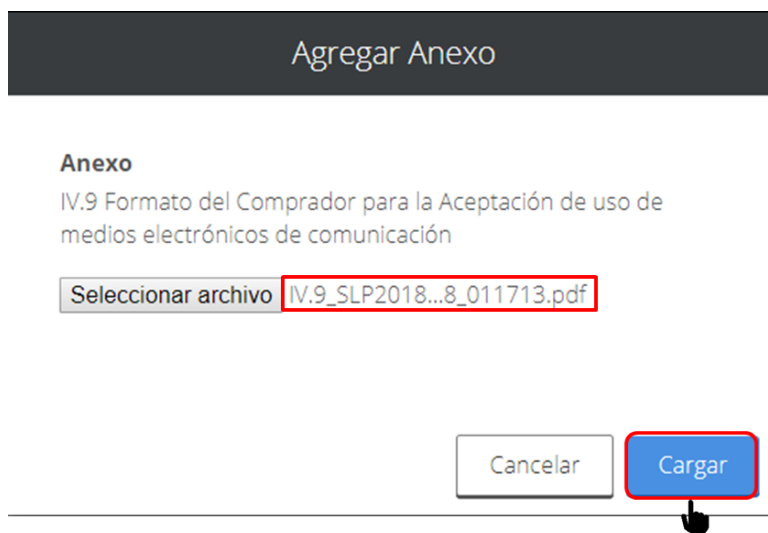 Agregar Anexo
Anexo
IV.9 Formato del Comprador para la Aceptación de uso de
medios electrónicos de comunicación
Seleccionar archivo IV.9_SLP2018...8_011713.pdf
Cancelar Cargar